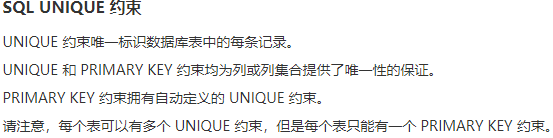 SQL UNIQUE 约束
UNIQUE 约束唯一标识数据库表中的每条记录。
UNIQUE 和 PRIMARY KEY 约束均为列或列集合提供了唯一性的保证。
PRIMARY KEY 约束拥有自动定义的 UNIQUE 约束。
请注意，每个表可以有多个 UNIQUE 约束，但是每个表只能有一个 PRIMARY KEY 约束。